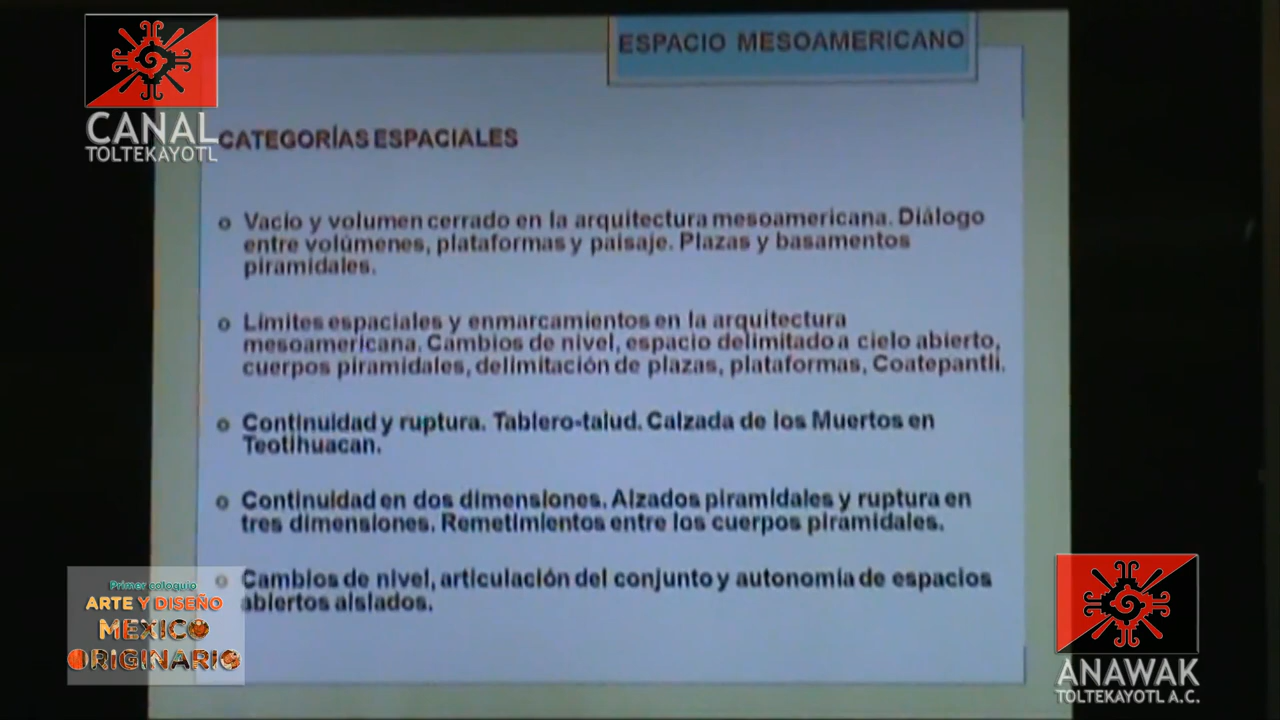 ESPACIO MESOAMERICANO
CANAL
TOLTEKAYOTL
CATEGORÍAS ESPACIALES
Vacío y volumen cerrado en la arquitectura mesoamericana. Diálogo
entre volúmenes, plataformas y paisaje. Plazas y basamentos
piramidales.
Límites espaciales y enmarcamientos en la arquitectura
mesoamericana. Cambios de nivel, espacio delimitado a cielo abierto,
cuerpos piramidales, delimitación de plazas, plataformas, Coatepantli.
Continuidad y ruptura. Tablero-talud. Calzada de los Muertos en
Teotihuacan.
Continuidad en dos dimensiones. Alzados piramidales y ruptura en
tres dimensiones. Remetimientos entre los cuerpos piramidales.
Cambios de nivel, articulación del conjunto y autonomía de espacios
abiertos aislados.
Primer coloquio
ARTE Y DISEÑO
MEXICO
ORIGINARIO
ANAWAK
TOLTEKAYOTL A.C.